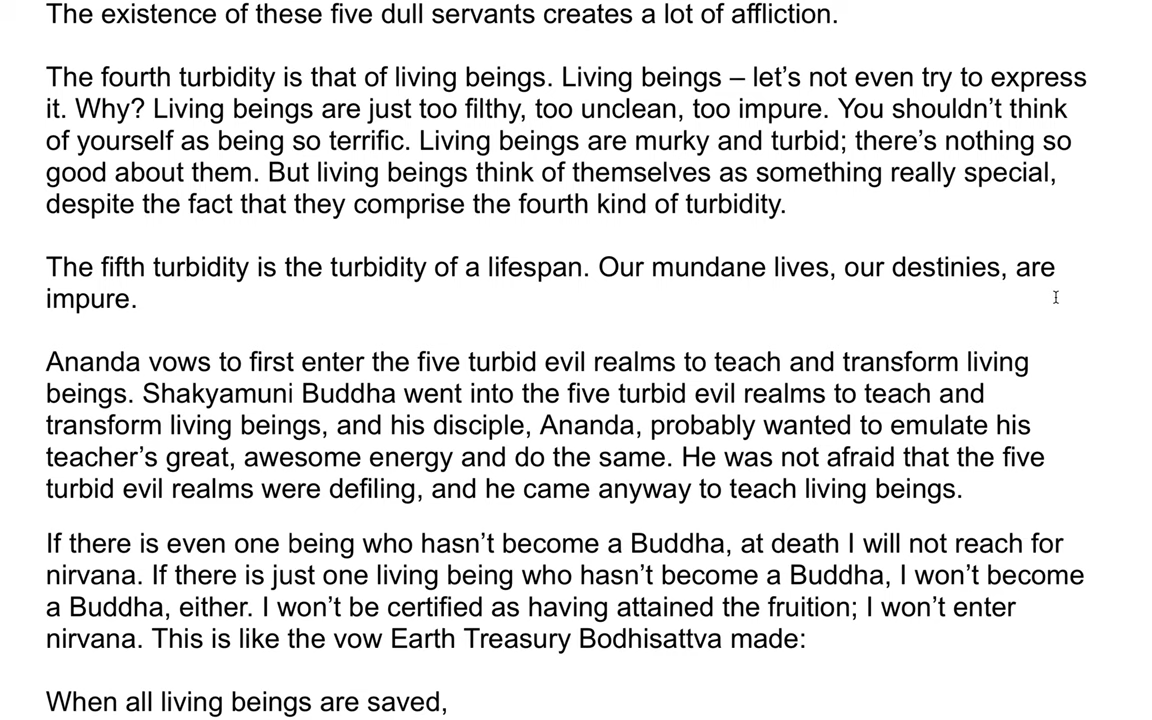 The existence of these five dull servants creates a lot of affliction.
The fourth turbidity is that of living beings. Living beings – let’s not even try to express
it. Why? Living beings are just too filthy, too unclean, too impure. You shouldn’t think
of yourself as being so terrific. Living beings are murky and turbid; there’s nothing so
good about them. But living beings think of themselves as something really special,
despite the fact that they comprise the fourth kind of turbidity.
The fifth turbidity is the turbidity of a lifespan. Our mundane lives, our destinies, are
impure.
Ananda vows to first enter the five turbid evil realms to teach and transform living
beings. Shakyamuni Buddha went into the five turbid evil realms to teach and
transform living beings, and his disciple, Ananda, probably wanted to emulate his
teacher’s great, awesome energy and do the same. He was not afraid that the five
turbid evil realms were defiling, and he came anyway to teach living beings.
If there is even one being who hasn’t become a Buddha, at death I will not reach for
nirvana. If there is just one living being who hasn’t become a Buddha, I won’t become
a Buddha, either. I won’t be certified as having attained the fruition; I won’t enter
nirvana. This is like the vow Earth Treasury Bodhisattva made:
When all living beings are saved,